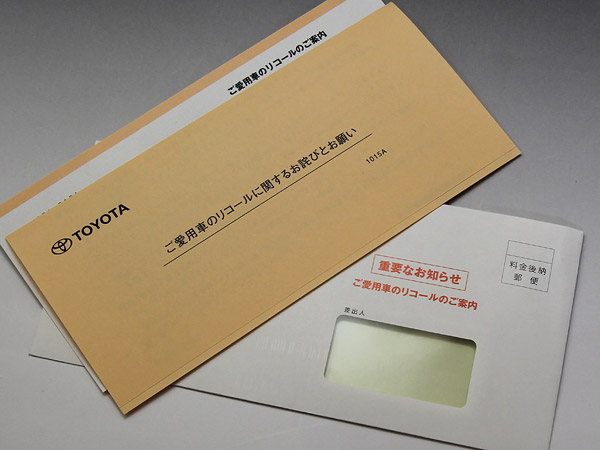 ご愛用車のリコールのご案内
TOYOTA
ご愛用車のリコールに関するお詫びとお願い
1015A
重要なお知らせ
ご愛用車のリコールのご案内
料金後納
郵便
差出人